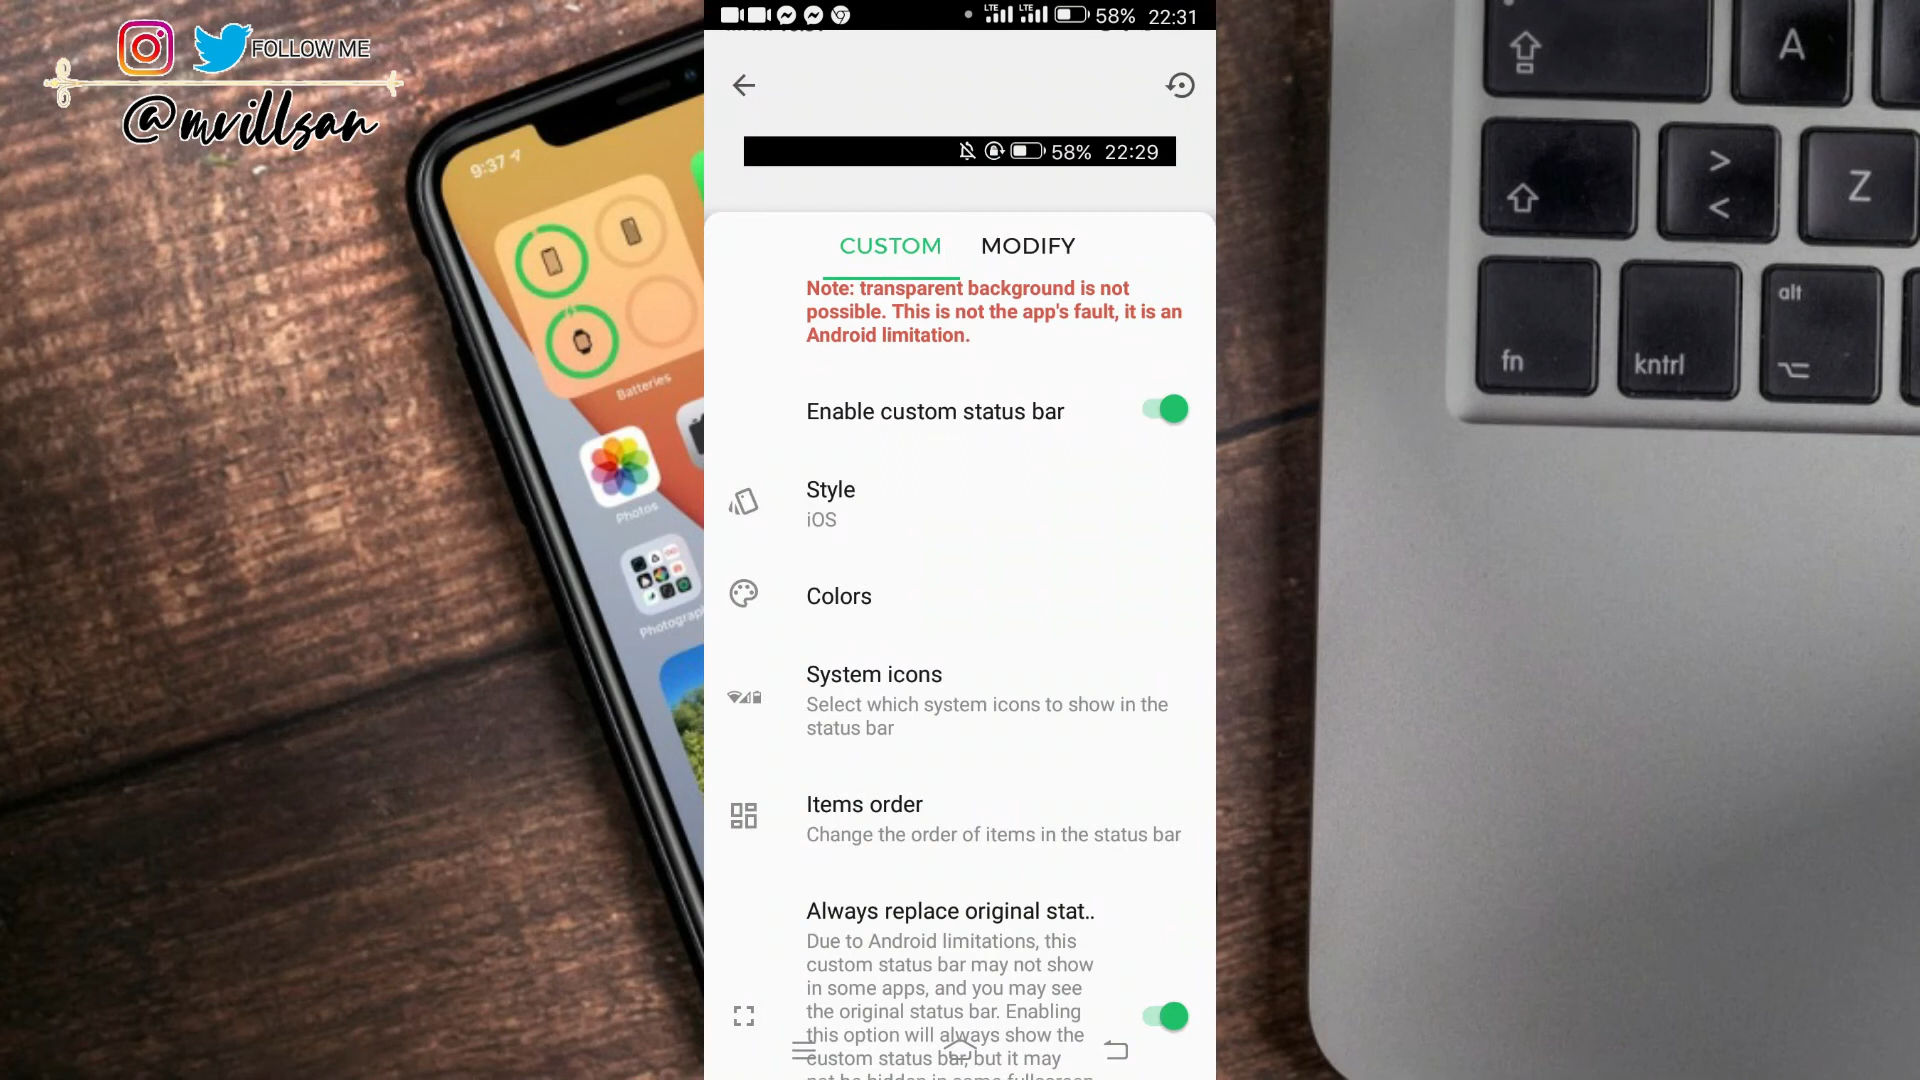 FOLLOW ME
@mvillsan
9:37
Batteries
Photos
58% 22:31
LTE LTE
58% 22:29
CUSTOM MODIFY
Note: transparent background is not
possible. This is not the app's fault, it is an
Android limitation.
Enable custom status bar
Style
iOS
Colors
System icons
Select which system icons to show in the
status bar
Items order
Change the order of items in the status bar
Always replace original stat..
Due to Android limitations, this
custom status bar may not show
in some apps, and you may see
the original status bar. Enabling
this option will always show the
custom status bar, but it may
A
>
<
Z
fn
kntrl
alt